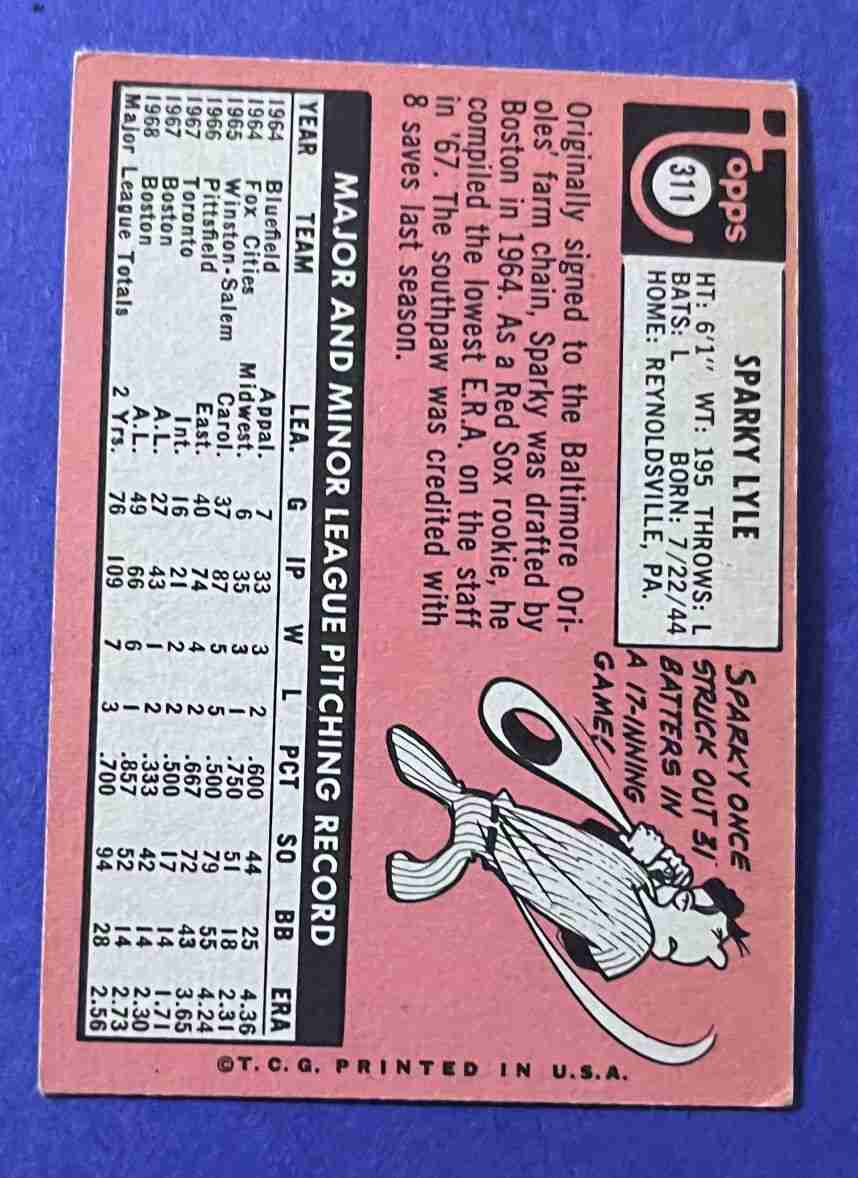 Topps
311
SPARKY LYLE
HT: 6'1" WT: 195 THROWS: L
BATS: L BORN: 7/22/44
HOME: REYNOLDSVILLE, PA.
Originally signed to the Baltimore Ori-
oles' farm chain, Sparky was drafted by
Boston in 1964. As a Red Sox rookie, he
compiled the lowest E.R.A. on the staff
in '67. The southpaw was credited with
8 saves last season.
SPARKY ONCE
STRUCK OUT 31
BATTERS IN
A 17-INNING
GAME!
MAJOR AND MINOR LEAGUE PITCHING RECORD
YEAR TEAM LEA. G IP W L PCT SO BB ERA
1964 Bluefield Appal. 7 33 3 2 .600 44 25 4.36
1964 Fox Cities Midwest. 6 35 3 1 .750 51 18 2.31
1965 Winston-Salem Carol. 37 87 5 5 .500 79 55 4.24
1966 Pittsfield East. 40 74 4 2 .667 72 43 3.65
1967 Toronto Int. 16 21 2 2 .500 17 14 1.71
1967 Boston A.L. 27 43 1 2 .333 42 14 2.30
1968 Boston A.L. 49 66 6 1 .857 52 14 2.73
Major League Totals 2 Yrs. 76 109 7 3 .700 94 28 2.56
©T.C.G. PRINTED IN U.S.A.